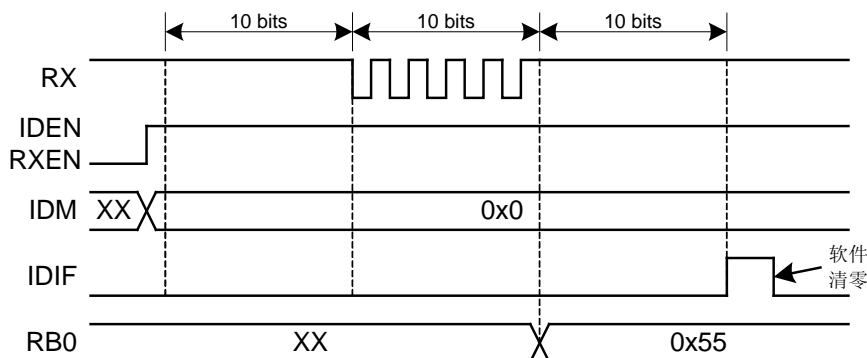 10 bits 10 bits 10 bits
RX
IDEN
RXEN
IDM XX 0x0
IDIF 软件
清零
RB0 XX 0x55